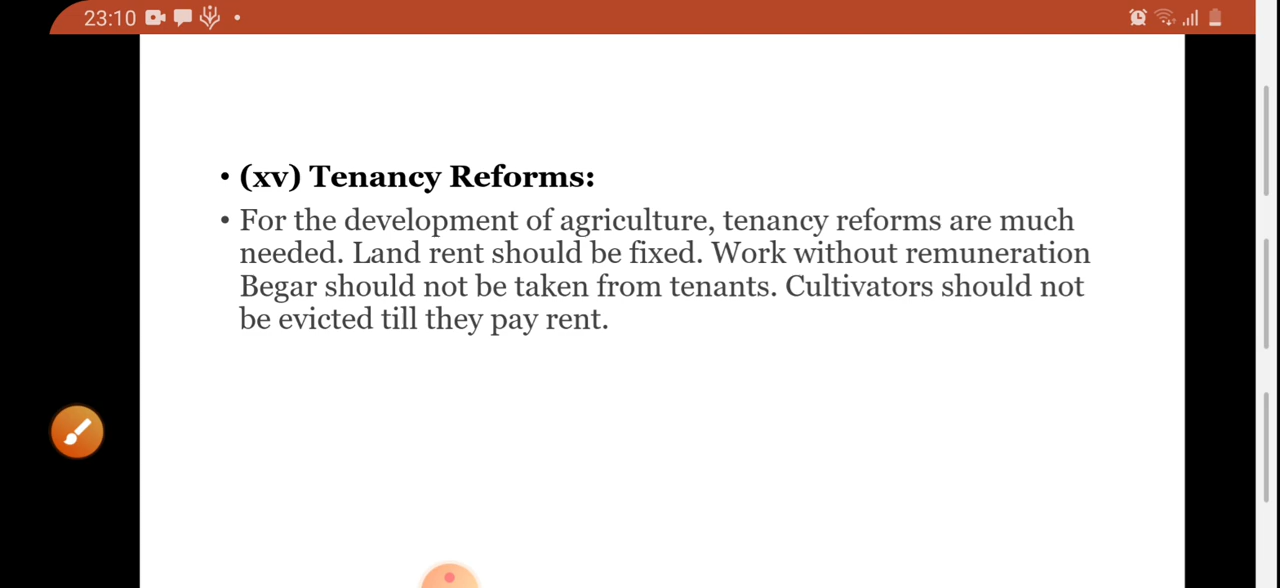 23:10
• (xv) Tenancy Reforms:
• For the development of agriculture, tenancy reforms are much
needed. Land rent should be fixed. Work without remuneration
Begar should not be taken from tenants. Cultivators should not
be evicted till they pay rent.